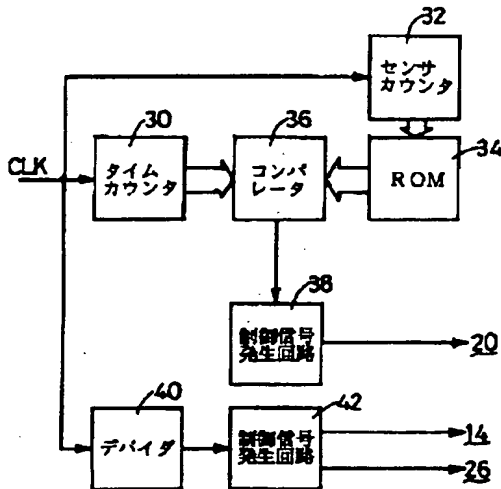 32
センサ
カウンタ
30
36
34
CLK
タイム
カウンタ
コンパ
レータ
ROM
38
制御信号
発生回路
20
40
42
デバイダ
制御信号
発生回路
14
26